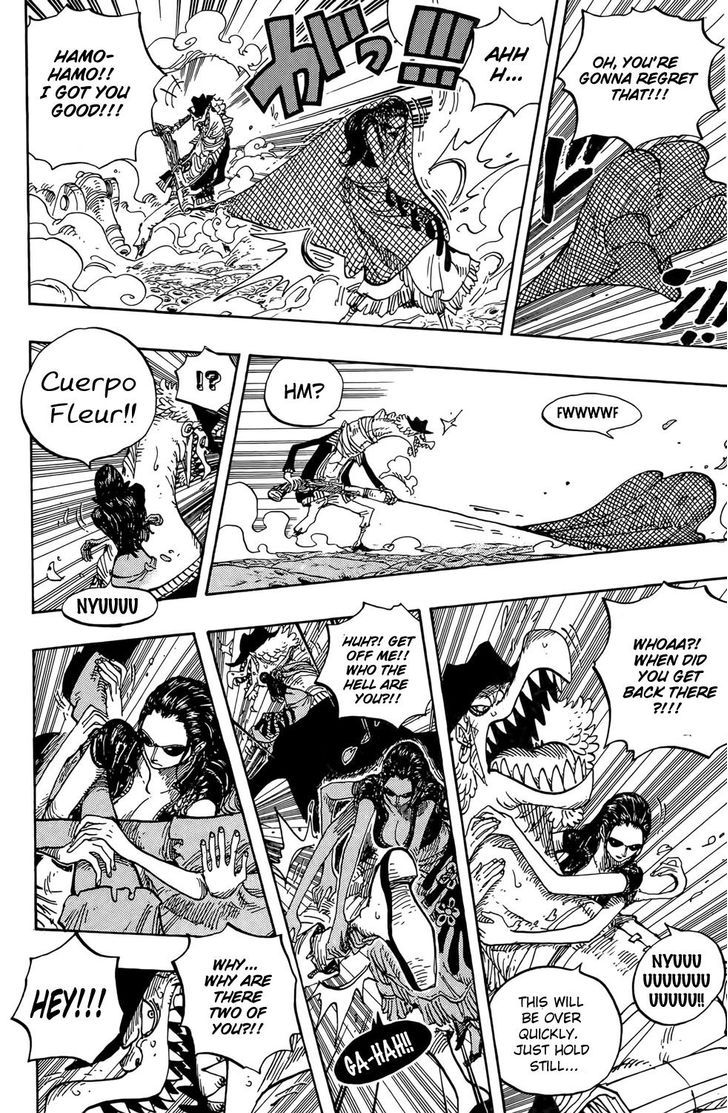 OH, YOU'RE
GONNA REGRET
THAT!!!
ドド
!!!
AHH
H...
ガッ!!!
HAMO-
HAMO!!
I GOT YOU
GOOD!!!
FWWWWF
HM?
!?
Cuerpo
Fleur!!
NYUUUU
WHOAA?!
WHEN DID
YOU GET
BACK THERE
?!!!
NYUUU
UUUUUUU
UUUUU!!
THIS WILL
BE OVER
QUICKLY.
JUST HOLD
STILL...
HUH?! GET
OFF ME!!
WHO THE
HELL ARE
YOU?!!
GA-HAH!!
WHY...
WHY ARE
THERE
TWO OF
YOU?!!
HEY!!!